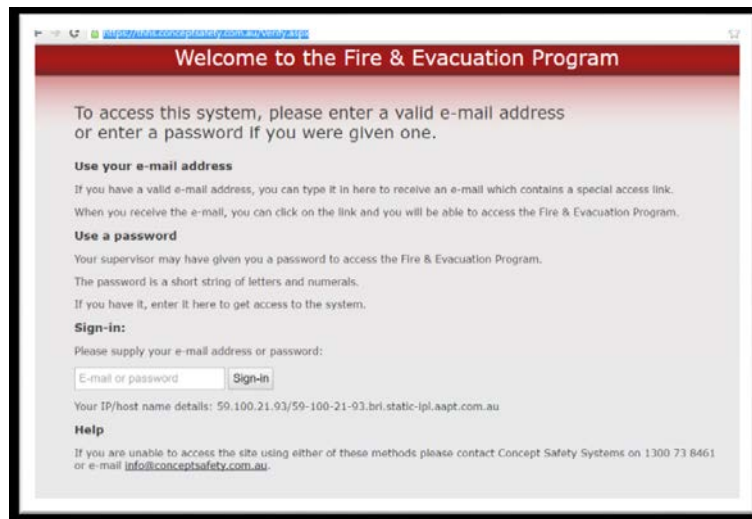 https://thhs.conceptsafety.com.au/Verify.aspx
Welcome to the Fire & Evacuation Program
To access this system, please enter a valid e-mail address
or enter a password if you were given one.
Use your e-mail address
If you have a valid e-mail address, you can type it in here to receive an e-mail which contains a special access link.
When you receive the e-mail, you can click on the link and you will be able to access the Fire & Evacuation Program.
Use a password
Your supervisor may have given you a password to access the Fire & Evacuation Program.
The password is a short string of letters and numerals.
If you have it, enter it here to get access to the system.
Sign-in:
Please supply your e-mail address or password:
E-mail or password Sign-in
Your IP/host name details: 59.100.21.93/59-100-21-93.bri.static-ipl.aapt.com.au
Help
If you are unable to access the site using either of these methods please contact Concept Safety Systems on 1300 73 8461
or e-mail info@conceptsafety.com.au.